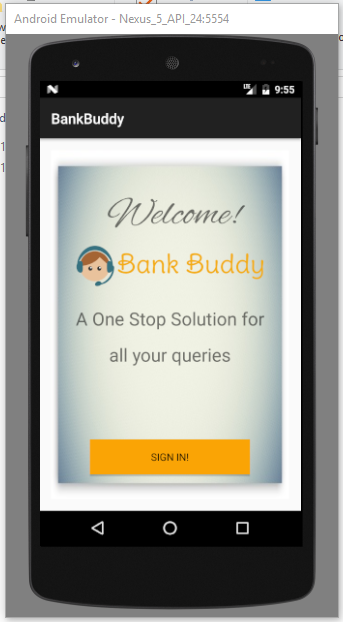 Android Emulator - Nexus_5_API_24:5554
LTE 9:55
BankBuddy
Welcome!
Bank Buddy
A One Stop Solution for
all your queries
SIGN IN!